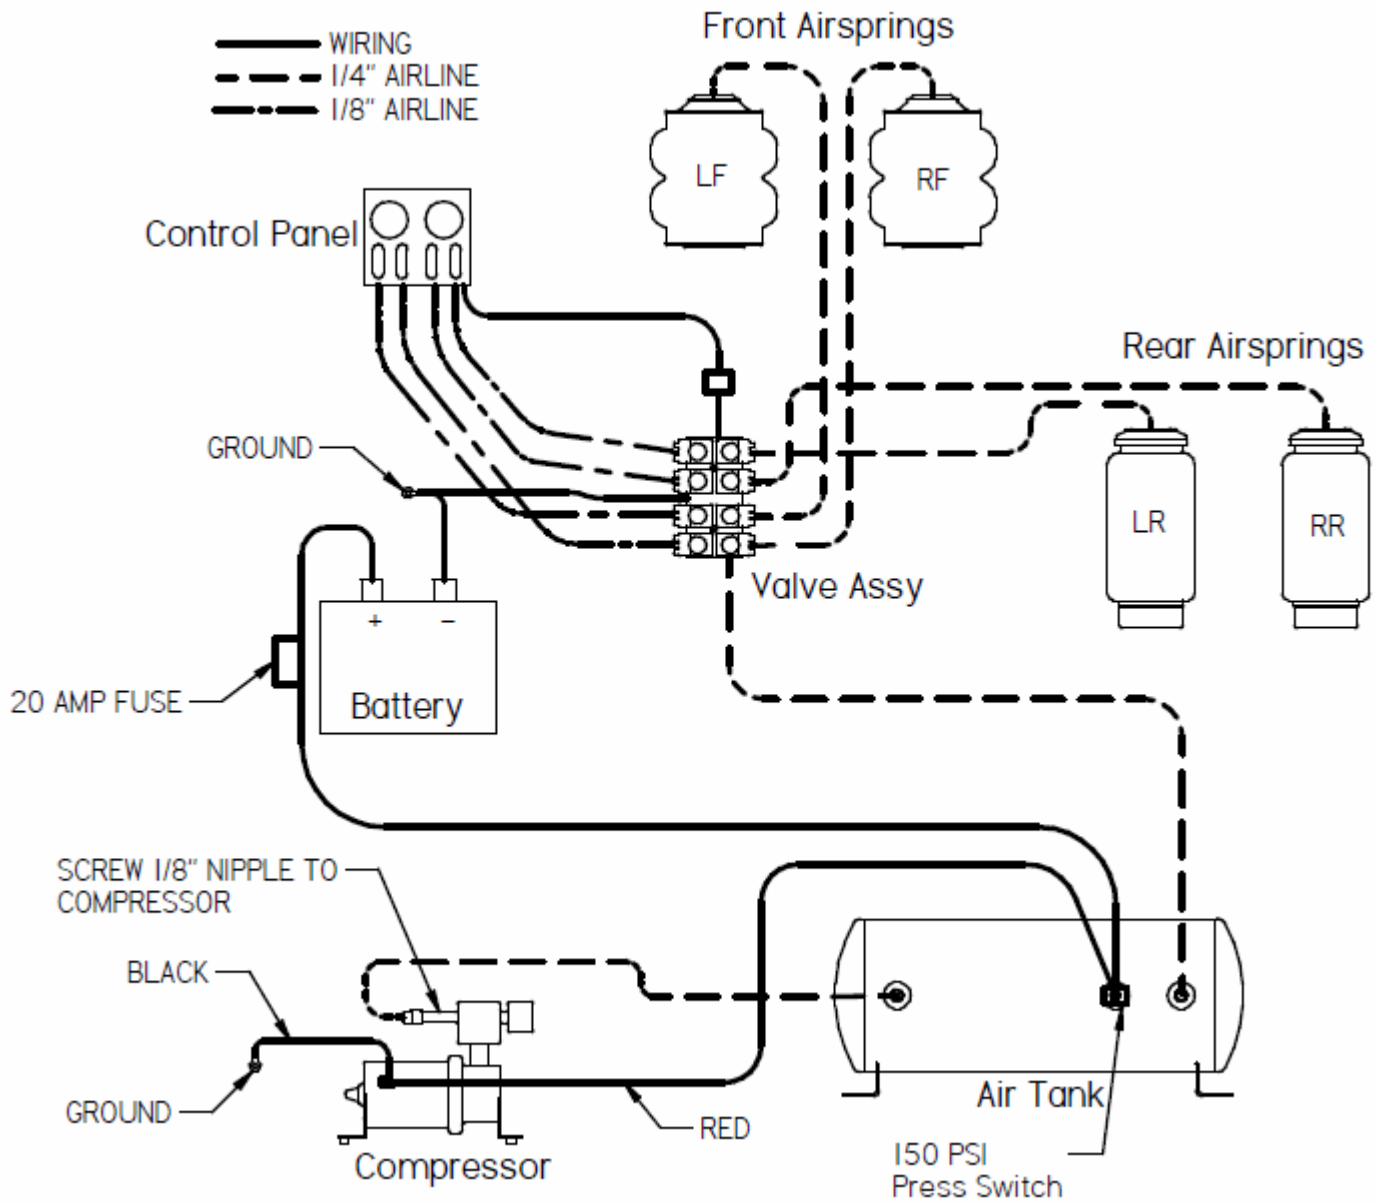 Front Airsprings
WIRING
1/4" AIRLINE
1/8" AIRLINE
LF
RF
Control Panel
Rear Airsprings
GROUND
LR
RR
Valve Assy
+ −
20 AMP FUSE
Battery
SCREW 1/8" NIPPLE TO
COMPRESSOR
BLACK
GROUND
RED
Air Tank
Compressor
150 PSI
Press Switch